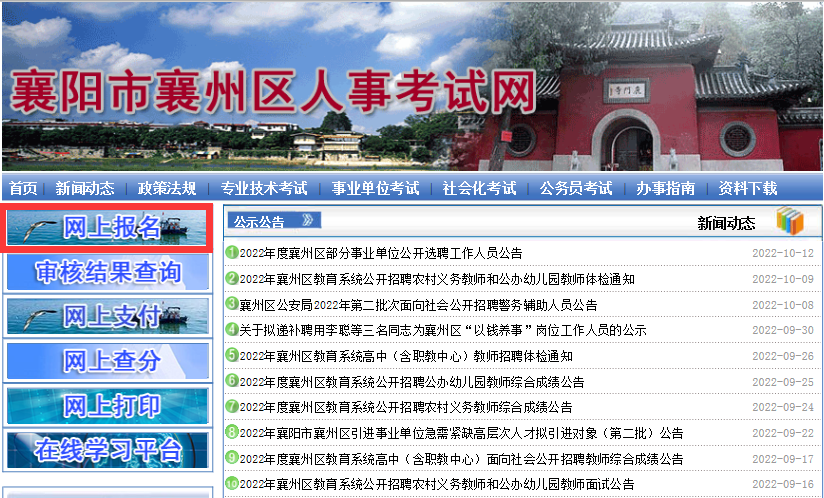 襄阳市襄州区人事考试网
鹿門寺
首页 | 新闻动态 | 政策法规 | 专业技术考试 | 事业单位考试 | 社会化考试 | 公务员考试 | 办事指南 | 资料下载
网上报名
审核结果查询
网上支付
网上查分
网上打印
在线学习平台
公示公告 新闻动态
1 2022年度襄州区部分事业单位公开选聘工作人员公告 2022-10-12
2 2022年度襄州区教育系统公开招聘农村义务教师和公办幼儿园教师体检通知 2022-10-09
3 襄州区公安局2022年第二批次面向社会公开招聘警务辅助人员公告 2022-10-08
4 关于拟递补聘用李聪等三名同志为襄州区“以钱养事”岗位工作人员的公示 2022-09-30
5 2022年襄州区教育系统高中（含职教中心）教师招聘体检通知 2022-09-26
6 2022年度襄州区教育系统公开招聘公办幼儿园教师综合成绩公告 2022-09-25
7 2022年度襄州区教育系统公开招聘农村义务教师综合成绩公告 2022-09-24
8 2022年襄阳市襄州区引进事业单位急需紧缺高层次人才拟引进对象（第二批）公告 2022-09-22
9 2022年度襄州区教育系统高中（含职教中心）面向社会公开招聘教师综合成绩公告 2022-09-17
10 2022年度襄州区教育系统公开招聘农村义务教师和公办幼儿园教师面试公告 2022-09-16